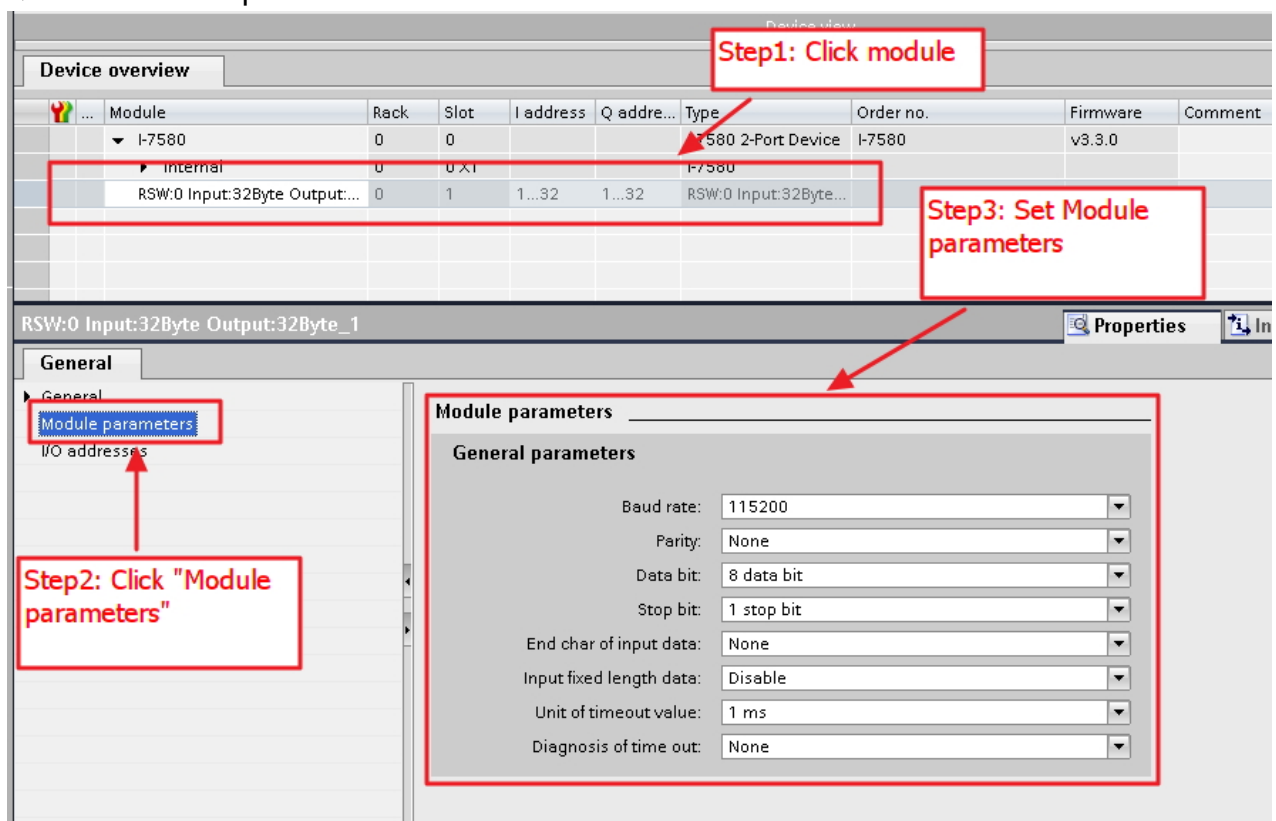 Device view
Step1: Click module
Device overview
... Module Rack Slot I address Q addre... Type Order no. Firmware Comment
I-7580 0 0 7580 2-Port Device I-7580 v3.3.0
Internal 0 0 X1 I-7580
RSW:0 Input:32Byte Output:... 0 1 1...32 1...32 RSW:0 Input:32Byte...
Step3: Set Module
parameters
RSW:0 Input:32Byte Output:32Byte_1 Properties In
General
General
Module parameters
I/O addresses
Step2: Click "Module
parameters"
Module parameters
General parameters
Baud rate: 115200
Parity: None
Data bit: 8 data bit
Stop bit: 1 stop bit
End char of input data: None
Input fixed length data: Disable
Unit of timeout value: 1 ms
Diagnosis of time out: None